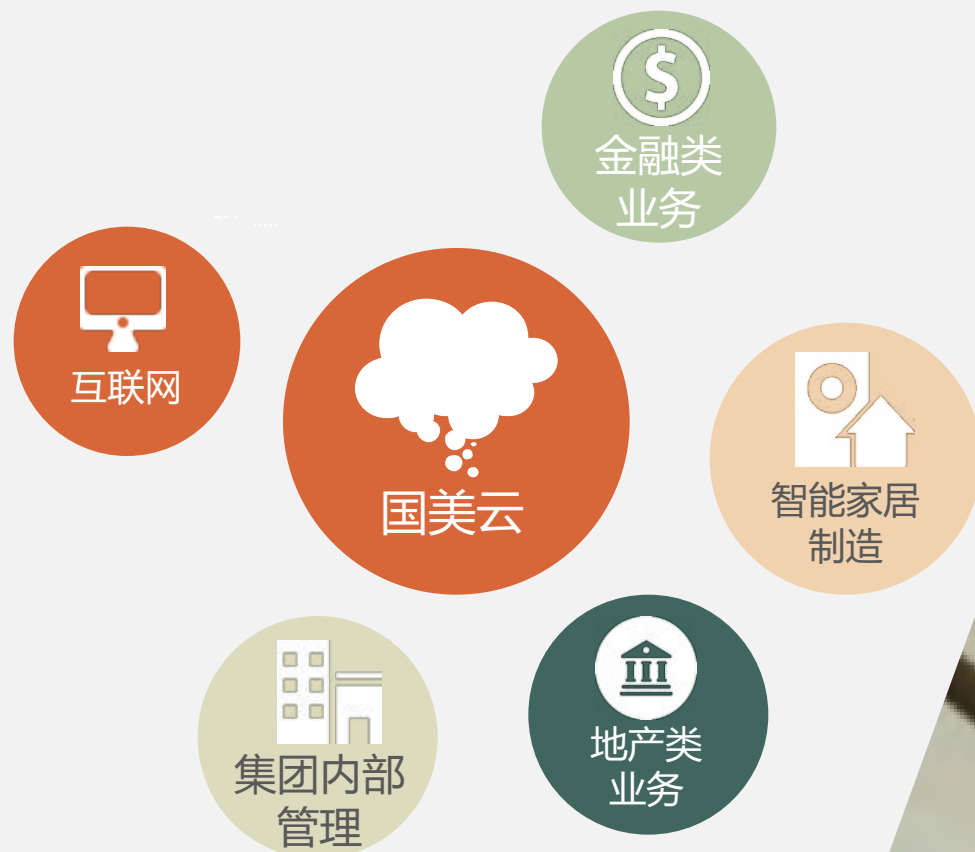 金融类
业务
互联网
国美云
智能家居
制造
地产类
业务
集团内部
管理